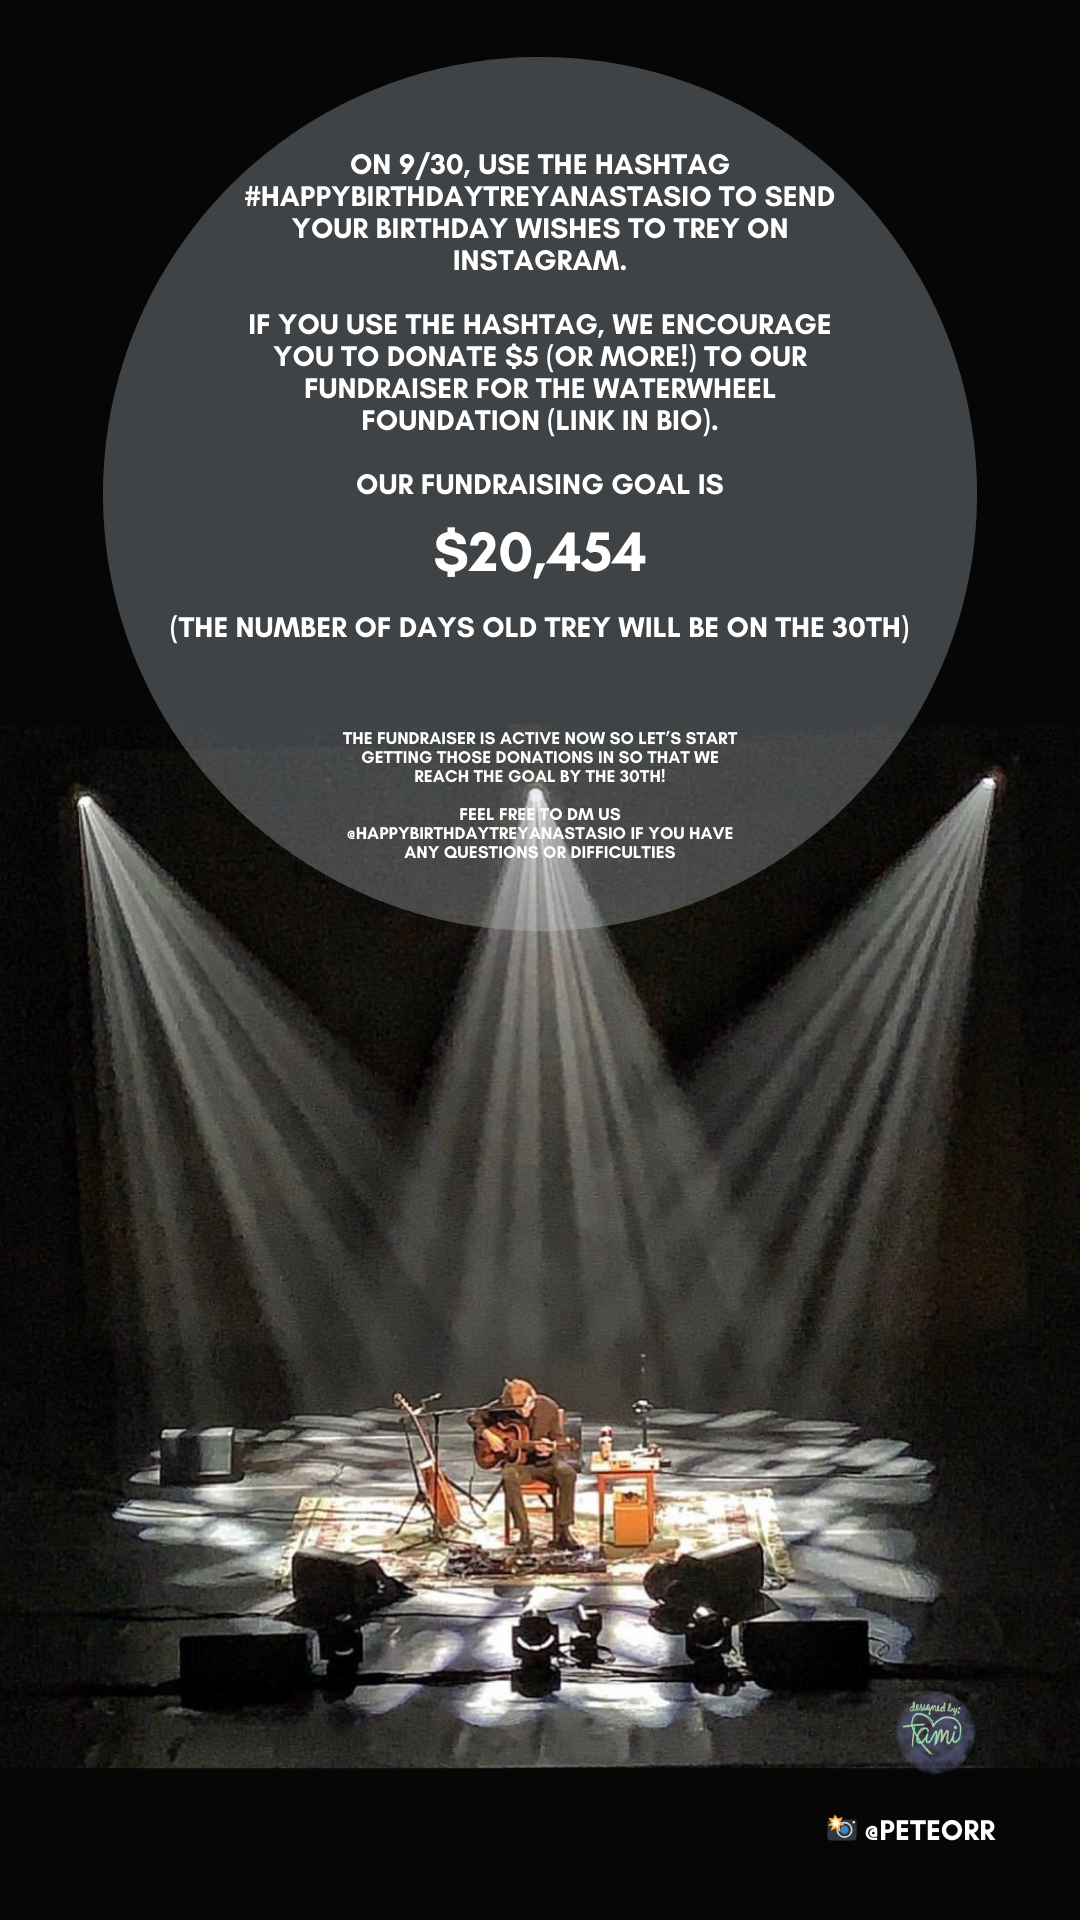 ON 9/30, USE THE HASHTAG
#HAPPYBIRTHDAYTREYANASTASIO TO SEND
YOUR BIRTHDAY WISHES TO TREY ON
INSTAGRAM.
IF YOU USE THE HASHTAG, WE ENCOURAGE
YOU TO DONATE $5 (OR MORE!) TO OUR
FUNDRAISER FOR THE WATERWHEEL
FOUNDATION (LINK IN BIO).
OUR FUNDRAISING GOAL IS
$20,454
(THE NUMBER OF DAYS OLD TREY WILL BE ON THE 30TH)
THE FUNDRAISER IS ACTIVE NOW SO LET'S START
GETTING THOSE DONATIONS IN SO THAT WE
REACH THE GOAL BY THE 30TH!
FEEL FREE TO DM US
@HAPPYBIRTHDAYTREYANASTASIO IF YOU HAVE
ANY QUESTIONS OR DIFFICULTIES
designed by:
Tami
@PETEORR